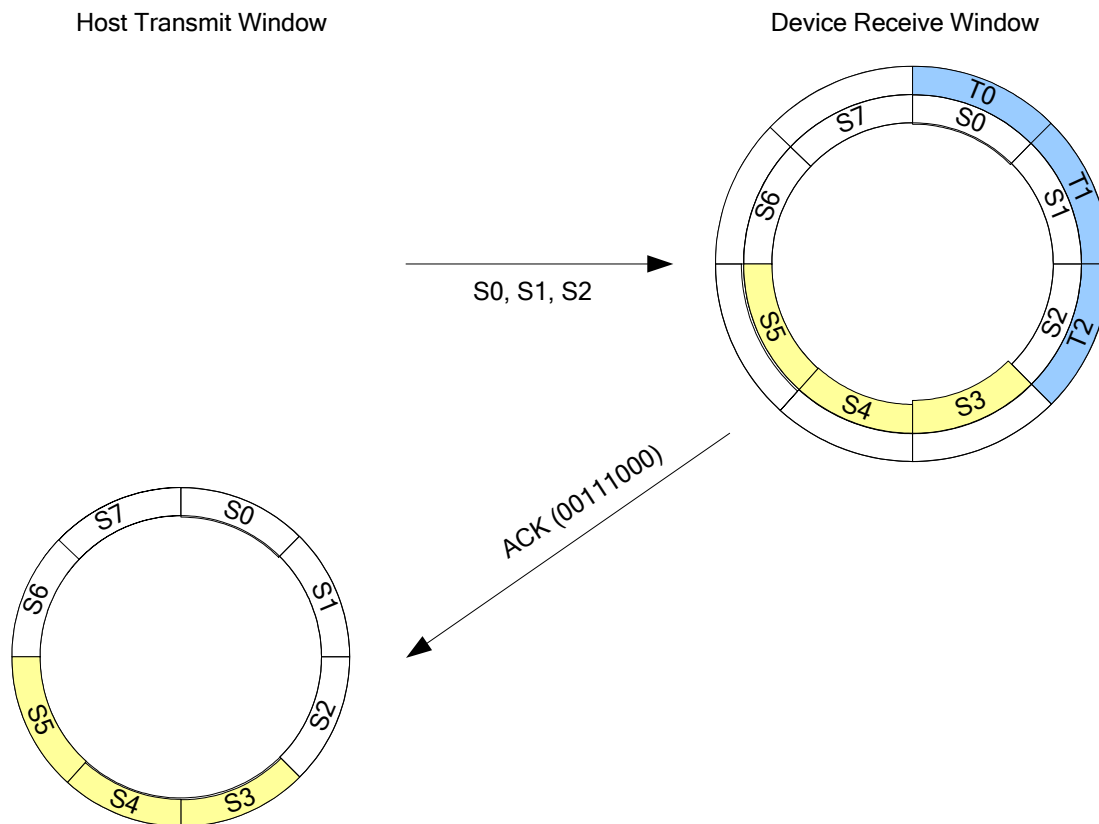 Host Transmit Window
Device Receive Window
T0
T1
T2
S7
S0
S6
S1
S5
S2
S4
S3
S0, S1, S2
ACK (00111000)
S7
S0
S6
S1
S5
S2
S4
S3